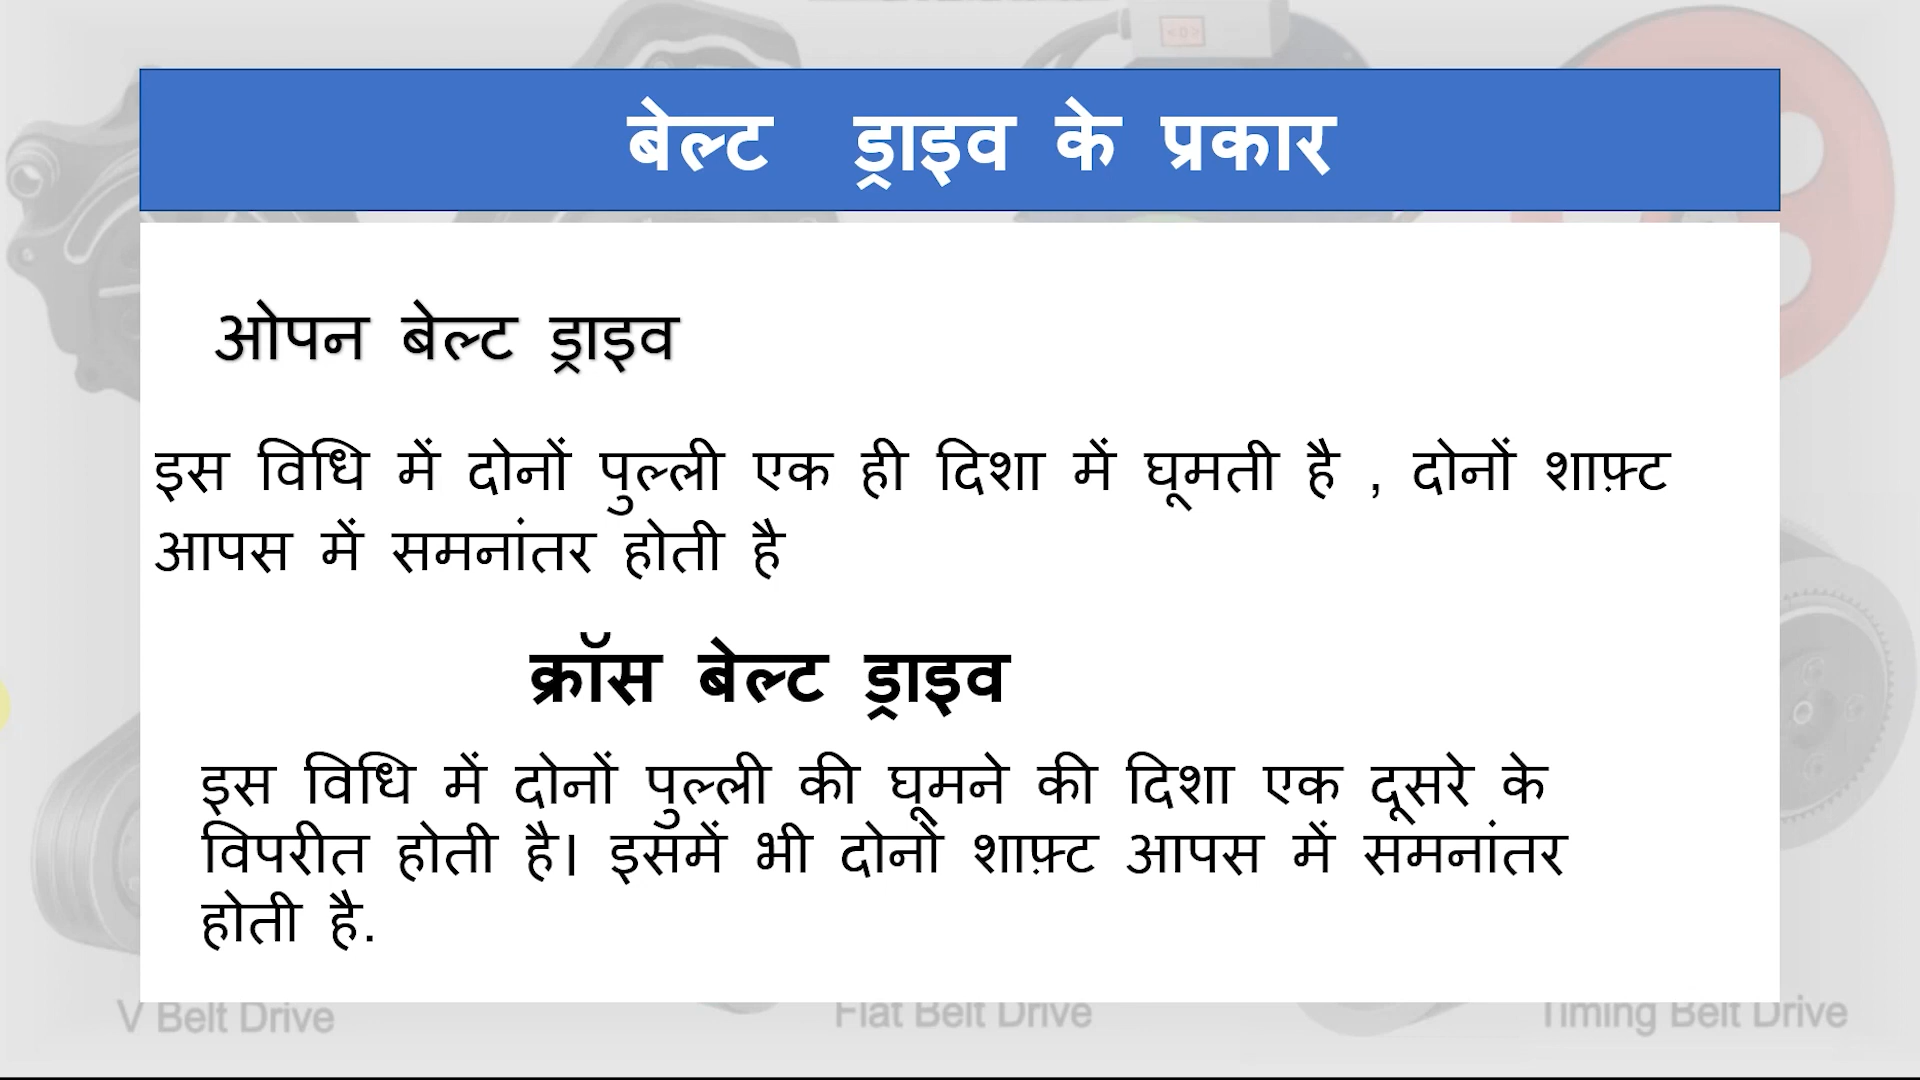 बेल्ट ड्राइव के प्रकार
ओपन बेल्ट ड्राइव
इस विधि में दोनों पुल्ली एक ही दिशा में घूमती है , दोनों शाफ़्ट
आपस में समनांतर होती है
क्रॉस बेल्ट ड्राइव
इस विधि में दोनों पुल्ली की घूमने की दिशा एक दूसरे के
विपरीत होती है। इसमें भी दोनों शाफ़्ट आपस में समनांतर
होती है.
V Belt Drive
Flat Belt Drive
Timing Belt Drive